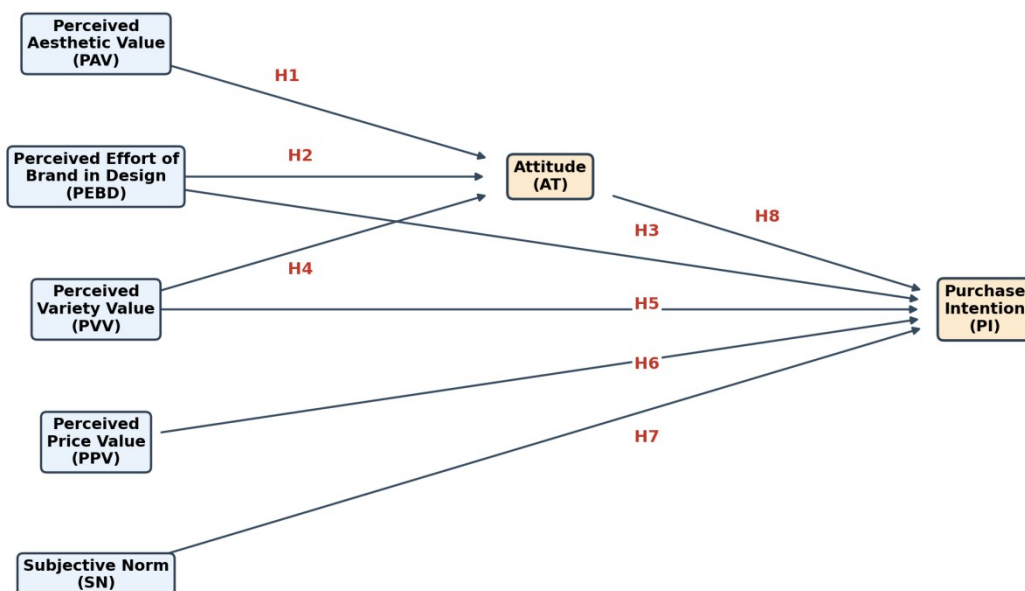 Perceived
Aesthetic Value
(PAV)
H1
Perceived Effort of
Brand in Design
(PEBD)
H2
Attitude
(AT)
H8
H3
H4
Perceived
Variety Value
(PVV)
H5
Purchase
Intention
(PI)
H6
Perceived
Price Value
(PPV)
H7
Subjective Norm
(SN)